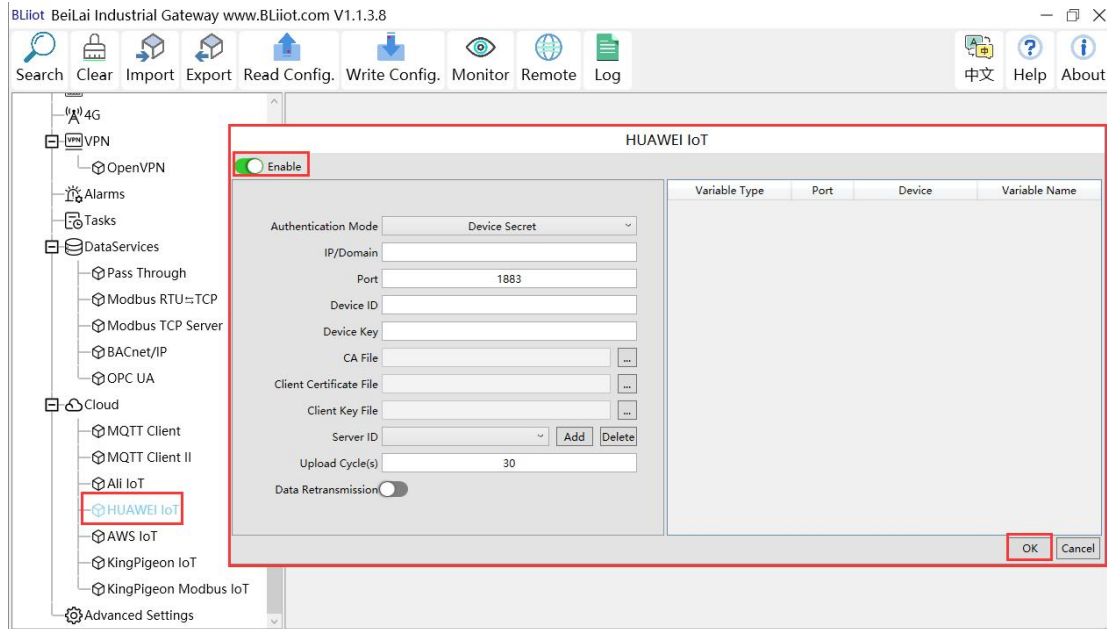 BLiiot BeiLai Industrial Gateway www.BLiiot.com V1.1.3.8
Search Clear Import Export Read Config. Write Config. Monitor Remote Log 中文 Help About
4G
VPN VPN
OpenVPN
Alarms
Tasks
DataServices
Pass Through
Modbus RTU⇆TCP
Modbus TCP Server
BACnet/IP
OPC UA
Cloud
MQTT Client
MQTT Client II
Ali IoT
HUAWEI IoT
AWS IoT
KingPigeon IoT
KingPigeon Modbus IoT
Advanced Settings
HUAWEI IoT
Enable
Authentication Mode Device Secret
IP/Domain
Port 1883
Device ID
Device Key
CA File ...
Client Certificate File ...
Client Key File ...
Server ID Add Delete
Upload Cycle(s) 30
Data Retransmission
Variable Type Port Device Variable Name
OK Cancel